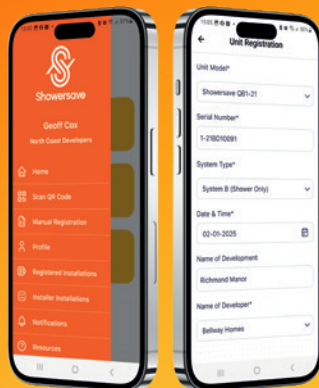 Showersave
Geoff Cox
North Coast Developers
Home
Scan QR Code
Manual Registration
Profile
Registered Installations
Installer Installations
Notifications
Resources
Unit Registration
Unit Model*
Showersave QB1-21
Serial Number*
1-21BD10091
System Type*
System B (Shower Only)
Date & Time*
02-01-2025
Name of Development
Richmond Manor
Name of Developer*
Bellway Homes